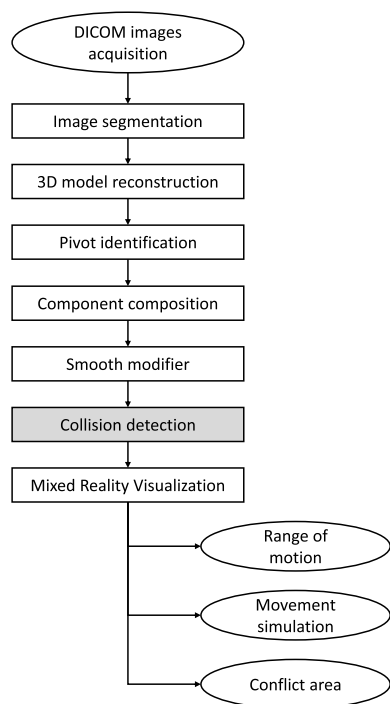 DICOM images
acquisition
Image segmentation
3D model reconstruction
Pivot identification
Component composition
Smooth modifier
Collision detection
Mixed Reality Visualization
Range of
motion
Movement
simulation
Conflict area